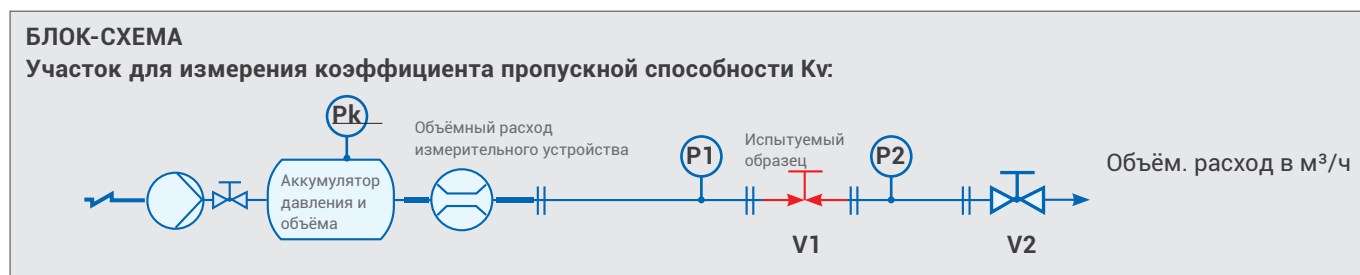 БЛОК-СХЕМА
Участок для измерения коэффициента пропускной способности Kv:
Pk
Объёмный расход
измерительного устройства
P1
Испытуемый
образец
P2
Объём. расход в м³/ч
Аккумулятор
давления и
объёма
V1
V2